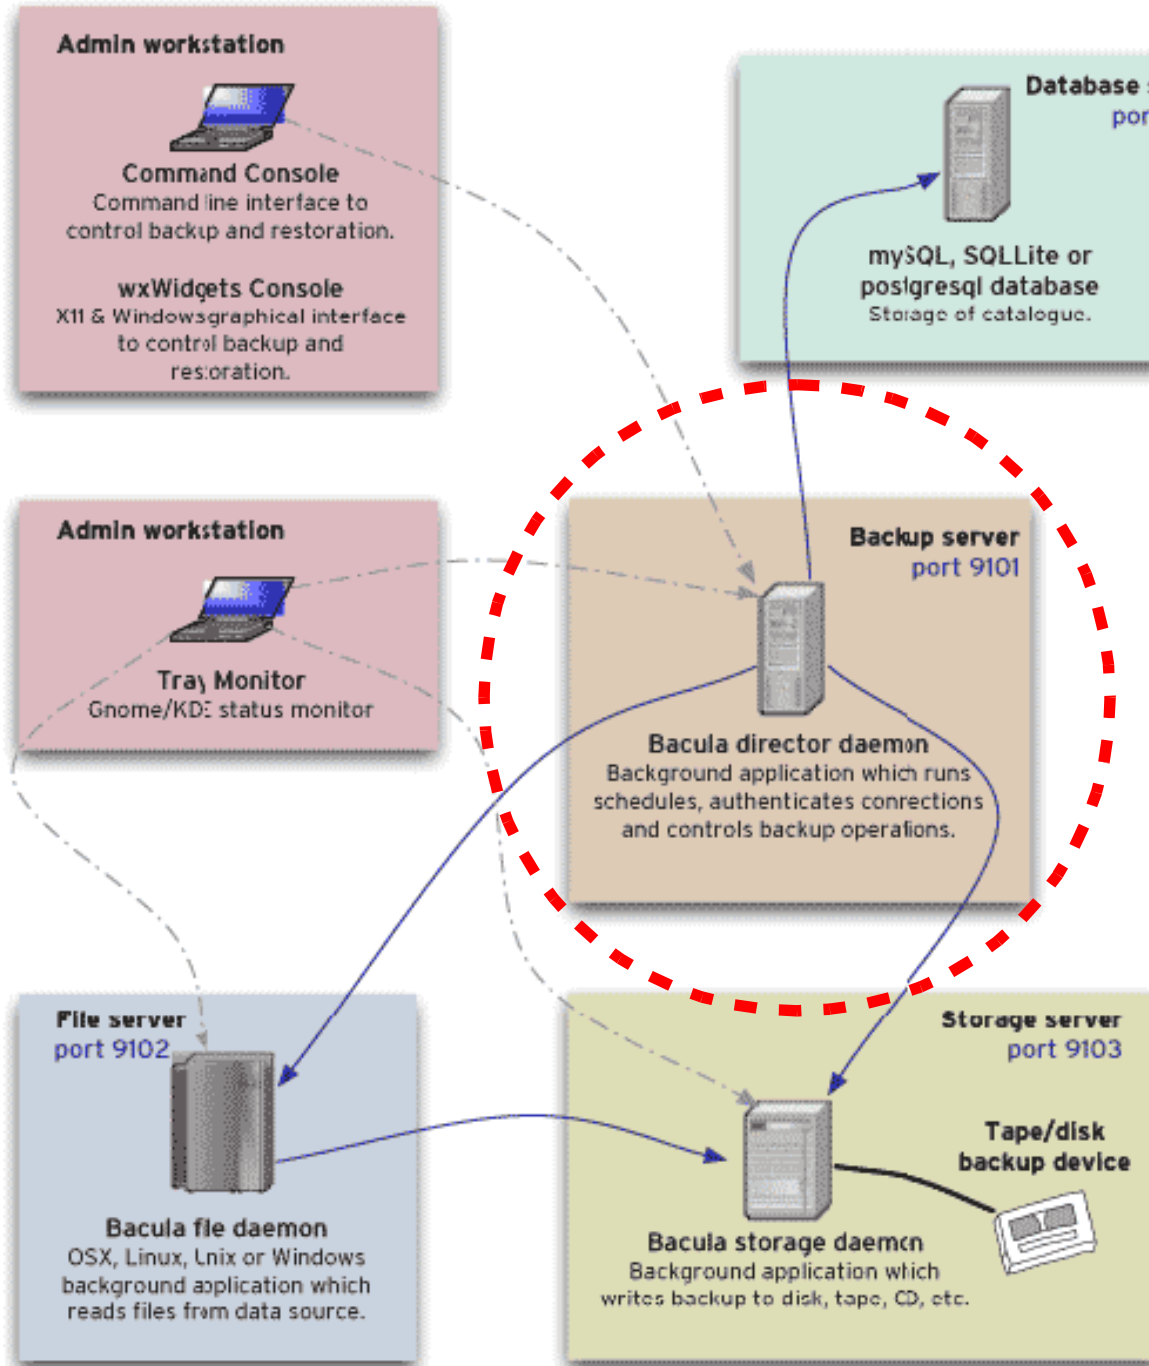 Admin workstation
Command Console
Command line interface to
control backup and restoration.
wxWidgets Console
X11 & Windowsgraphical interface
to control backup and
restoration.
Database
mySQL, SQLLite or
postgresql database
Storage of catalogue.
Admin workstation
Tray Monitor
Gnome/KDE status monitor
Backup server
port 9101
Bacula director daemon
Background application which runs
schedules, authenticates connections
and controls backup operations.
File server
port 9102
Bacula file daemon
OSX, Linux, Unix or Windows
background application which
reads files from data source.
Storage server
port 9103
Tape/disk
backup device
Bacula storage daemon
Background application which
writes backup to disk, tape, CD, etc.